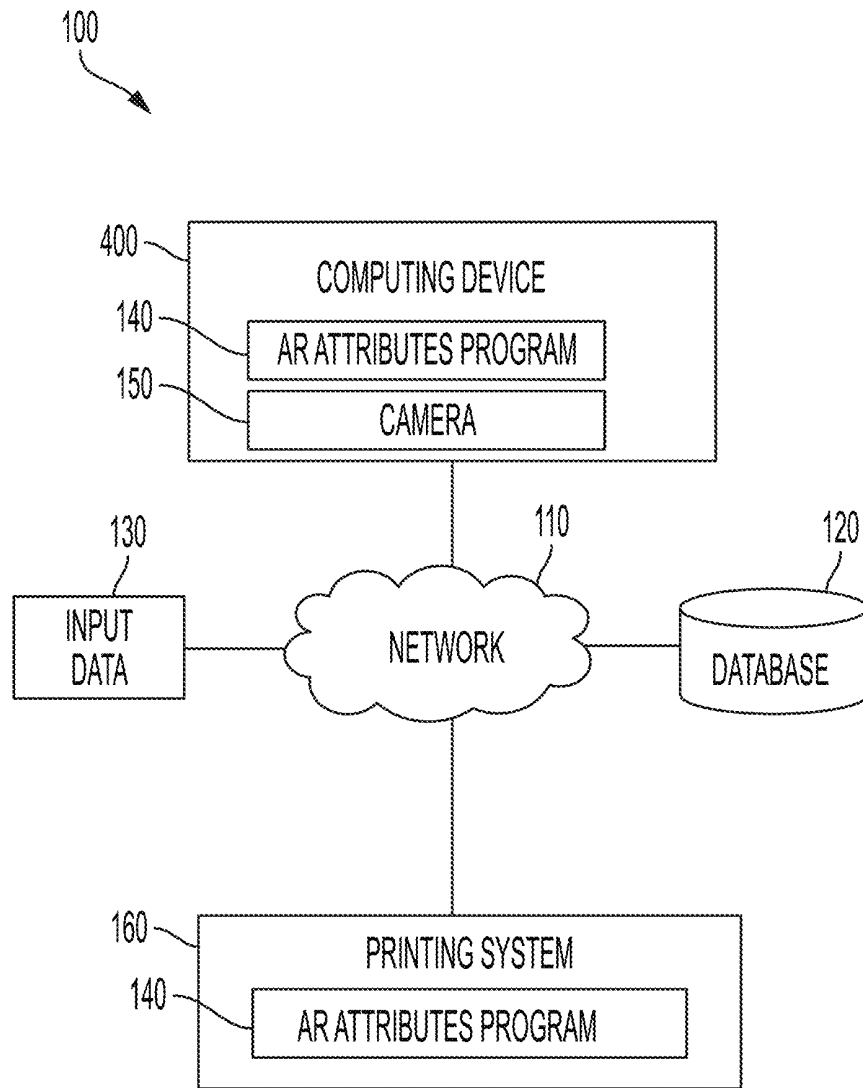 100
400
COMPUTING DEVICE
140
AR ATTRIBUTES PROGRAM
150
CAMERA
130
110
120
INPUT
DATA
NETWORK
DATABASE
160
PRINTING SYSTEM
140
AR ATTRIBUTES PROGRAM